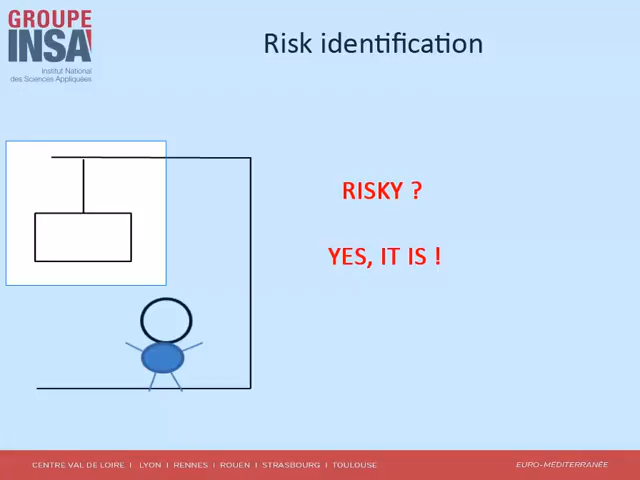 GROUPE
INSA
Institut National
des Sciences Appliquées
Risk identification
RISKY ?
YES, IT IS !
CENTRE VAL DE LOIRE I LYON I RENNES I ROUEN I STRASBOURG I TOULOUSE
EURO-MÉDITERRANÉE